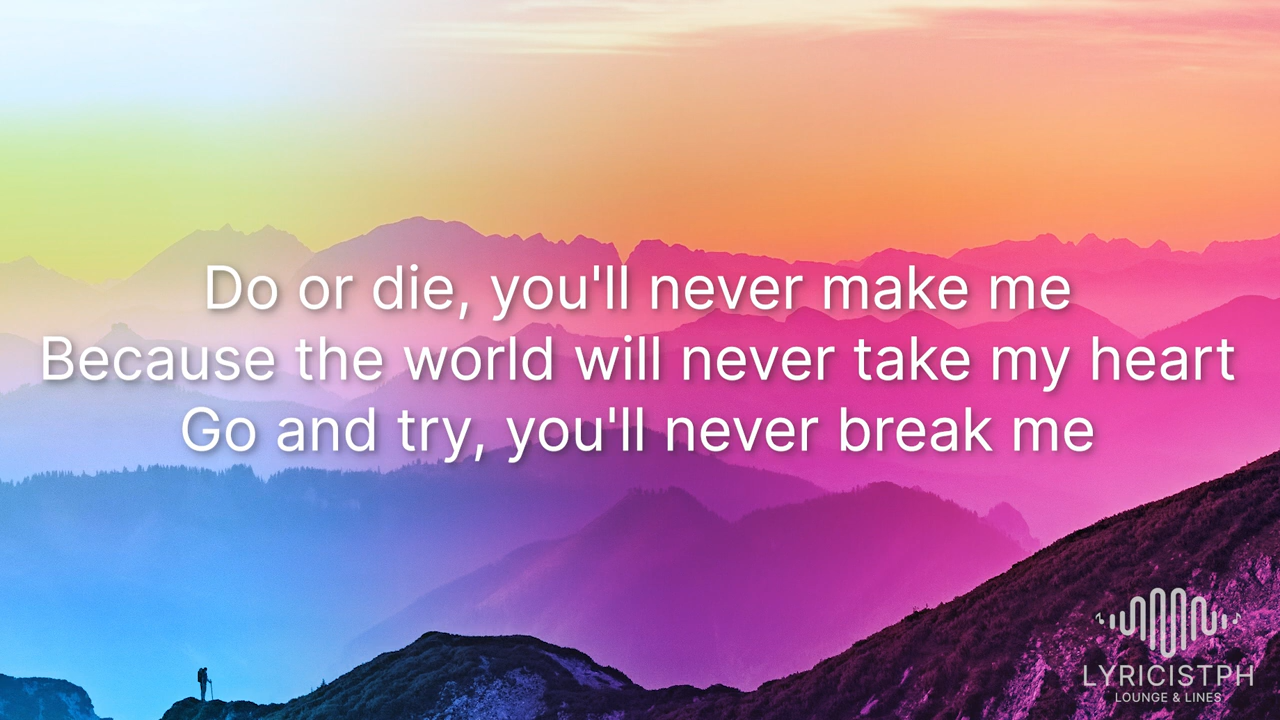 Do or die, you'll never make me
Because the world will never take my heart
Go and try, you'll never break me
LYRICISTPH
LOUNGE & LINES